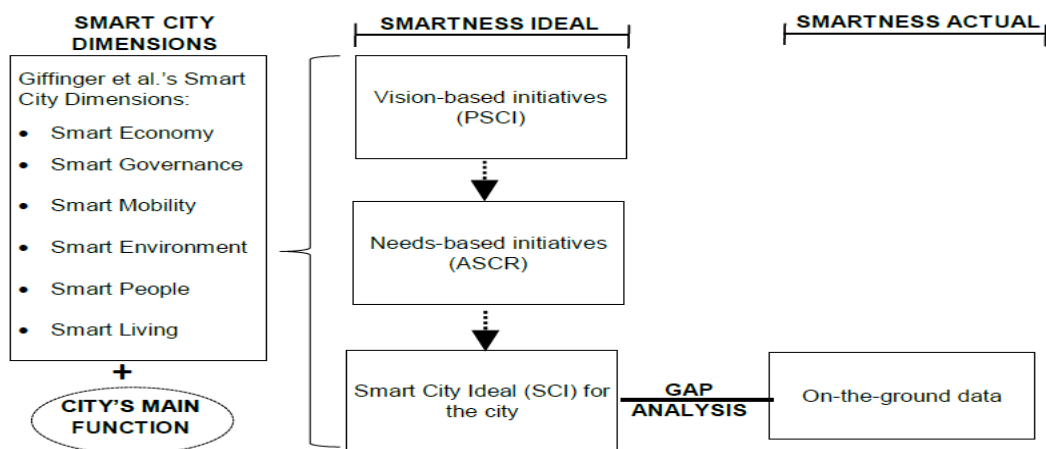 SMART CITY
DIMENSIONS
Giffinger et al.'s Smart
City Dimensions:
• Smart Economy
• Smart Governance
• Smart Mobility
• Smart Environment
• Smart People
• Smart Living
+
CITY'S MAIN
FUNCTION
SMARTNESS IDEAL
Vision-based initiatives
(PSCI)
Needs-based initiatives
(ASCR)
Smart City Ideal (SCI) for
the city
GAP
ANALYSIS
SMARTNESS ACTUAL
On-the-ground data